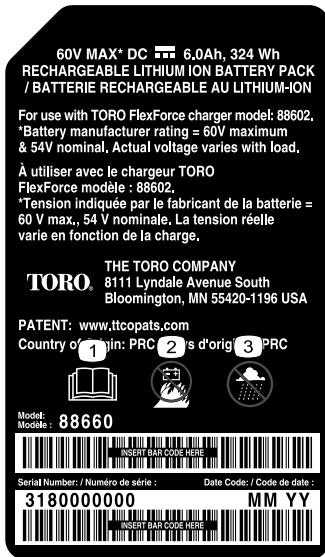 60V MAX* DC 6.0Ah, 324 Wh
RECHARGEABLE LITHIUM ION BATTERY PACK
/ BATTERIE RECHARGEABLE AU LITHIUM-ION
For use with TORO FlexForce charger model: 88602.
*Battery manufacturer rating = 60V maximum
& 54V nominal. Actual voltage varies with load.
À utiliser avec le chargeur TORO
FlexForce modèle : 88602.
*Tension indiquée par le fabricant de la batterie =
60 V max., 54 V nominale. La tension réelle
varie en fonction de la charge.
TORO.
THE TORO COMPANY
8111 Lyndale Avenue South
Bloomington, MN 55420-1196 USA
PATENT: www.ttcopats.com
Country of Origin: PRC d'origi PRC
1 2 3
Model:
Modèle : 88660
INSERT BAR CODE HERE
Serial Number: / Numéro de série : Date Code: / Code de date :
3180000000 MM YY
INSERT BAR CODE HERE